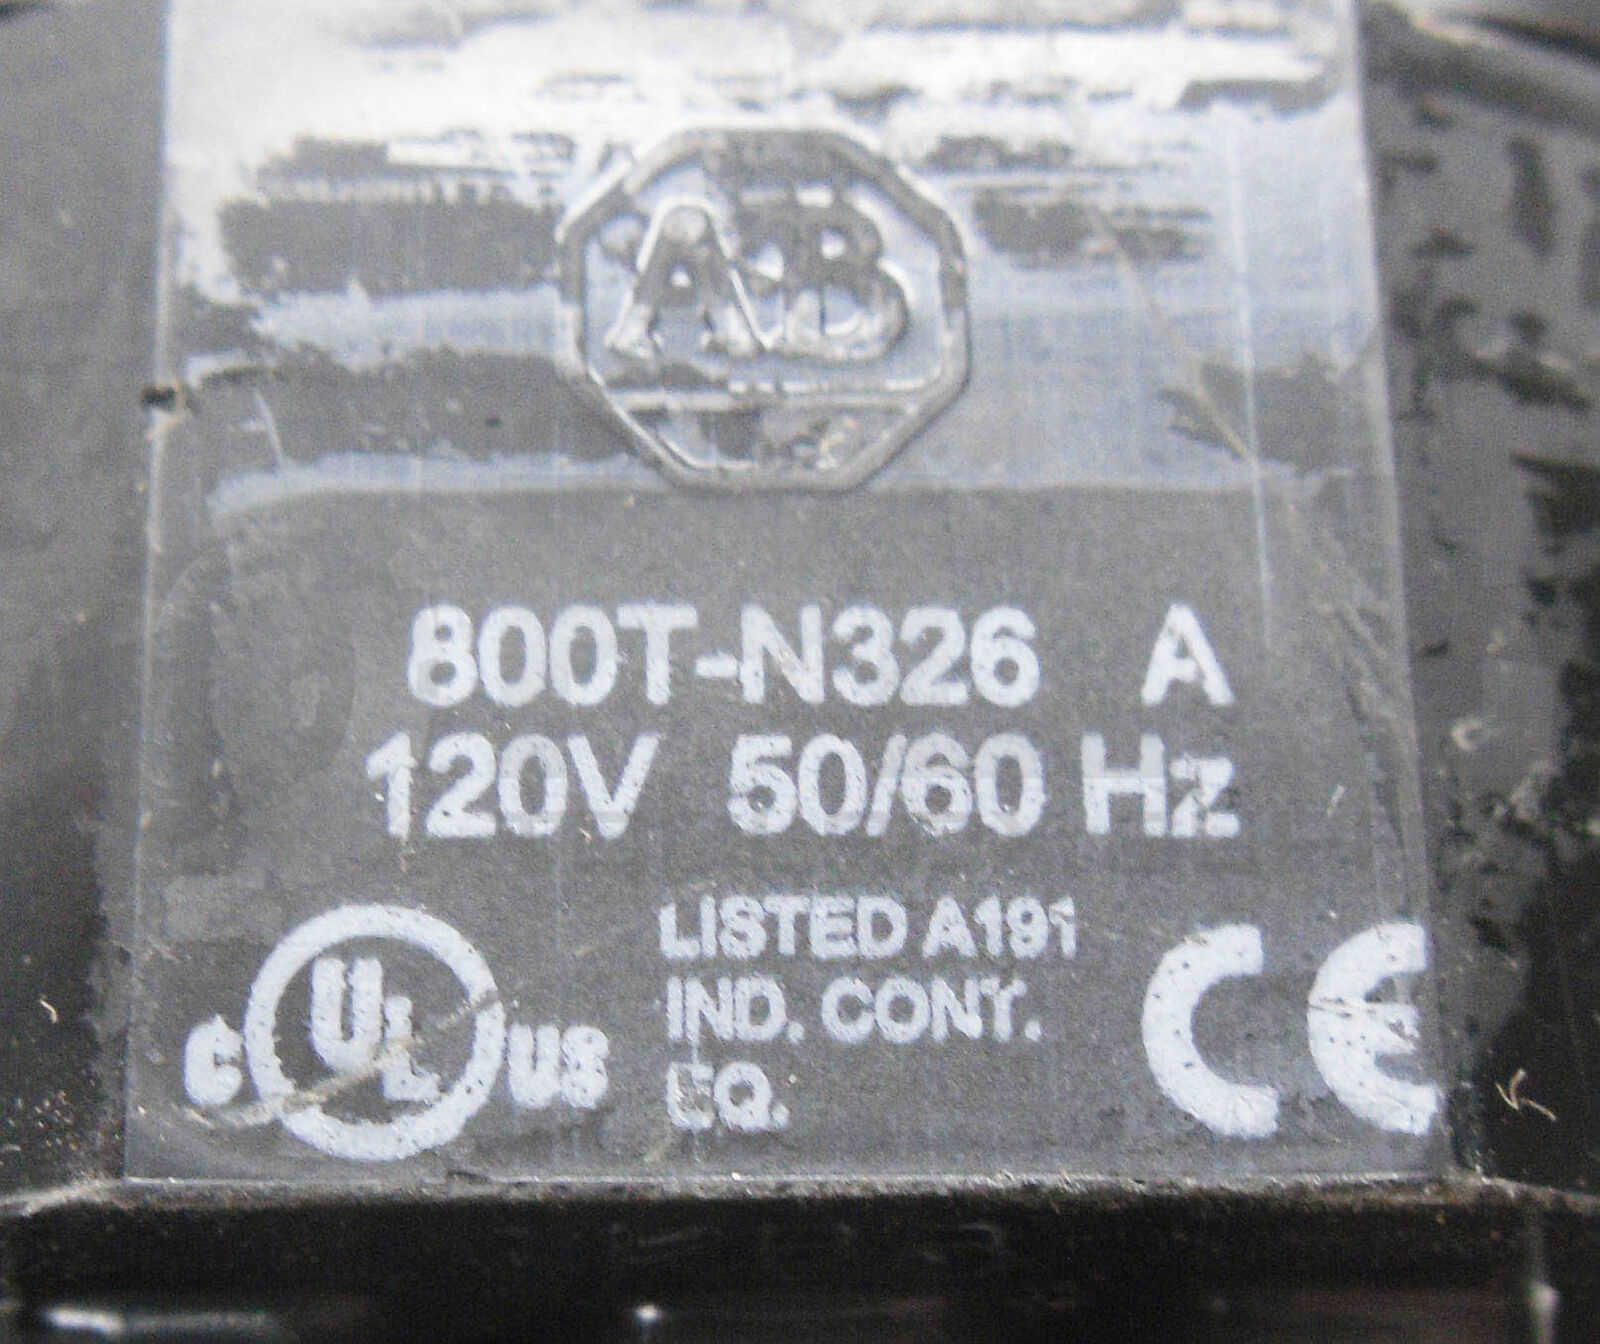 AB
800T-N326 A
120V 50/60 Hz
C UL US
LISTED A191
IND. CONT.
EQ.
CE